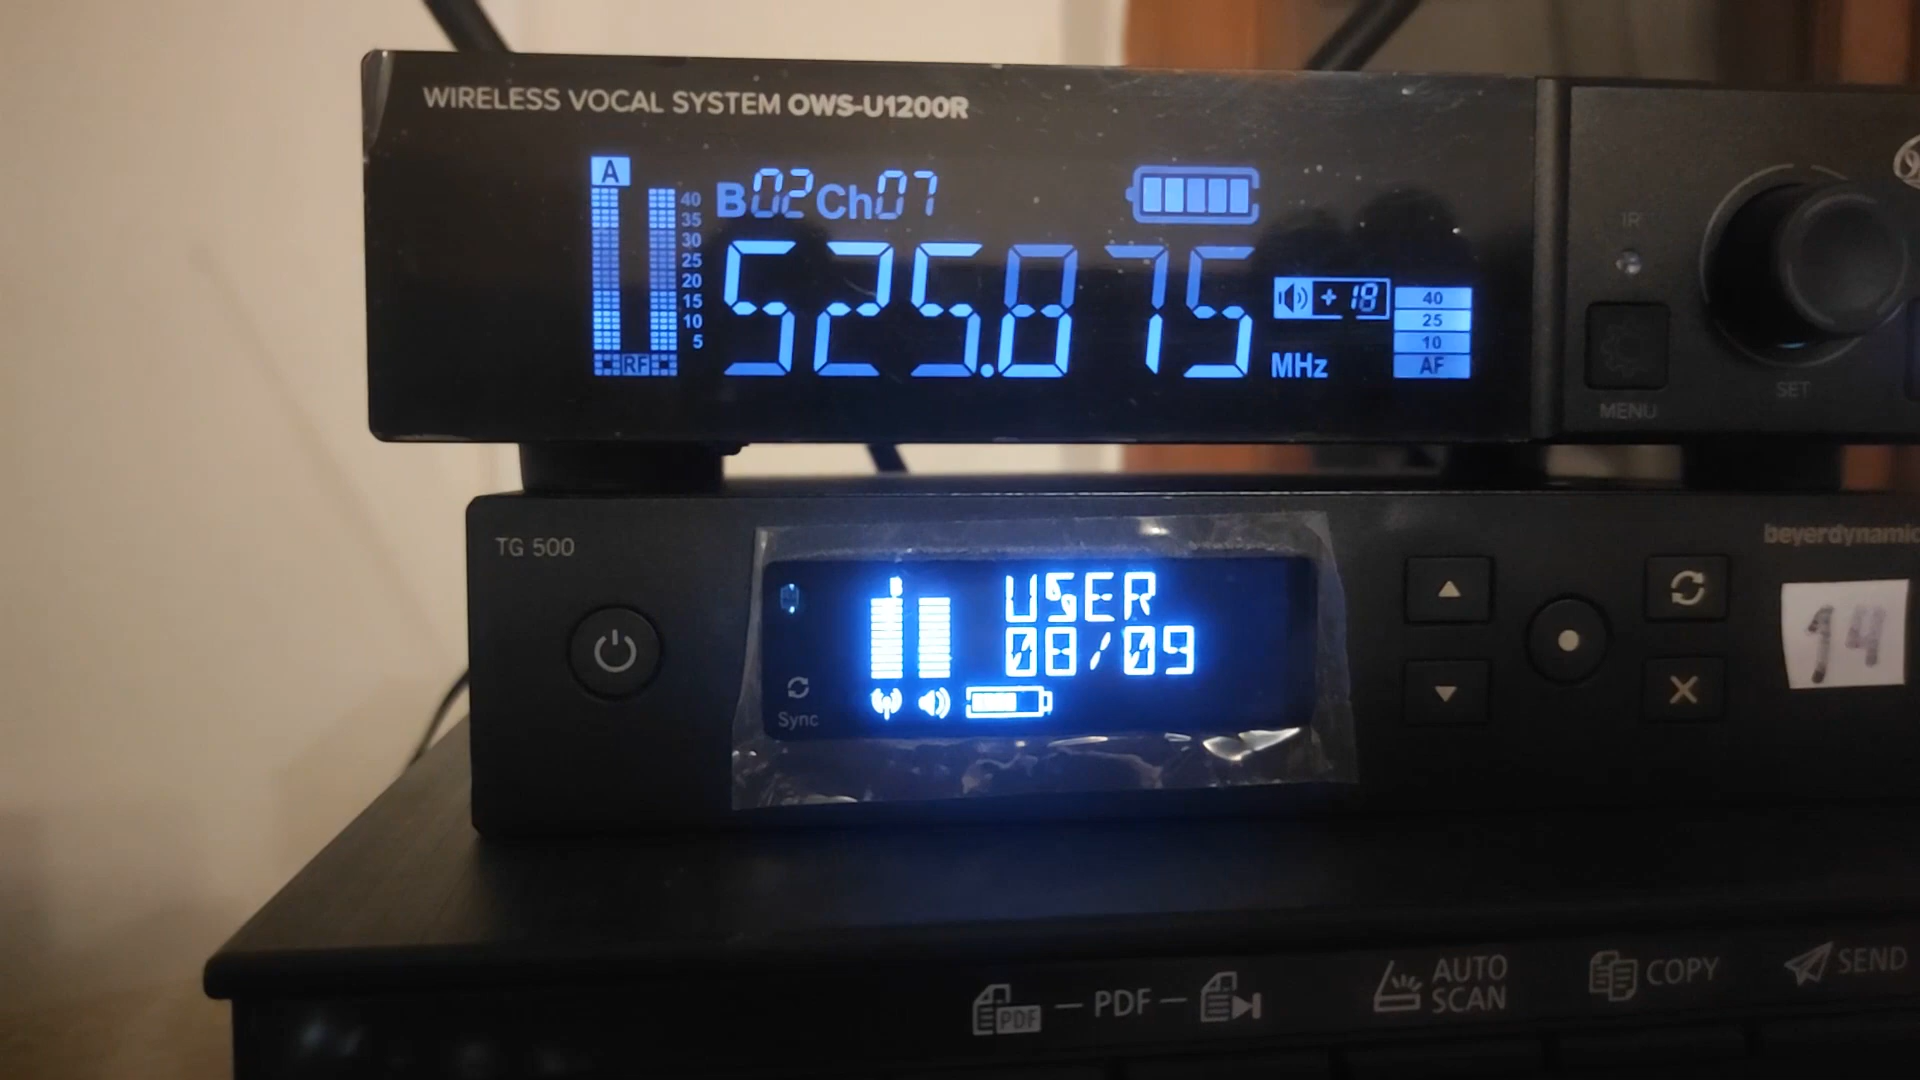 WIRELESS VOCAL SYSTEM OWS-U1200R
A
B02Ch07
40
35
30
25
20
15
10
5
RF
525.875
MHz
+18
40
25
10
AF
IR
MENU
SET
TG 500
beyerdynamic
USER
08/09
Sync
14
PDF
PDF
AUTO
SCAN
COPY
SEND